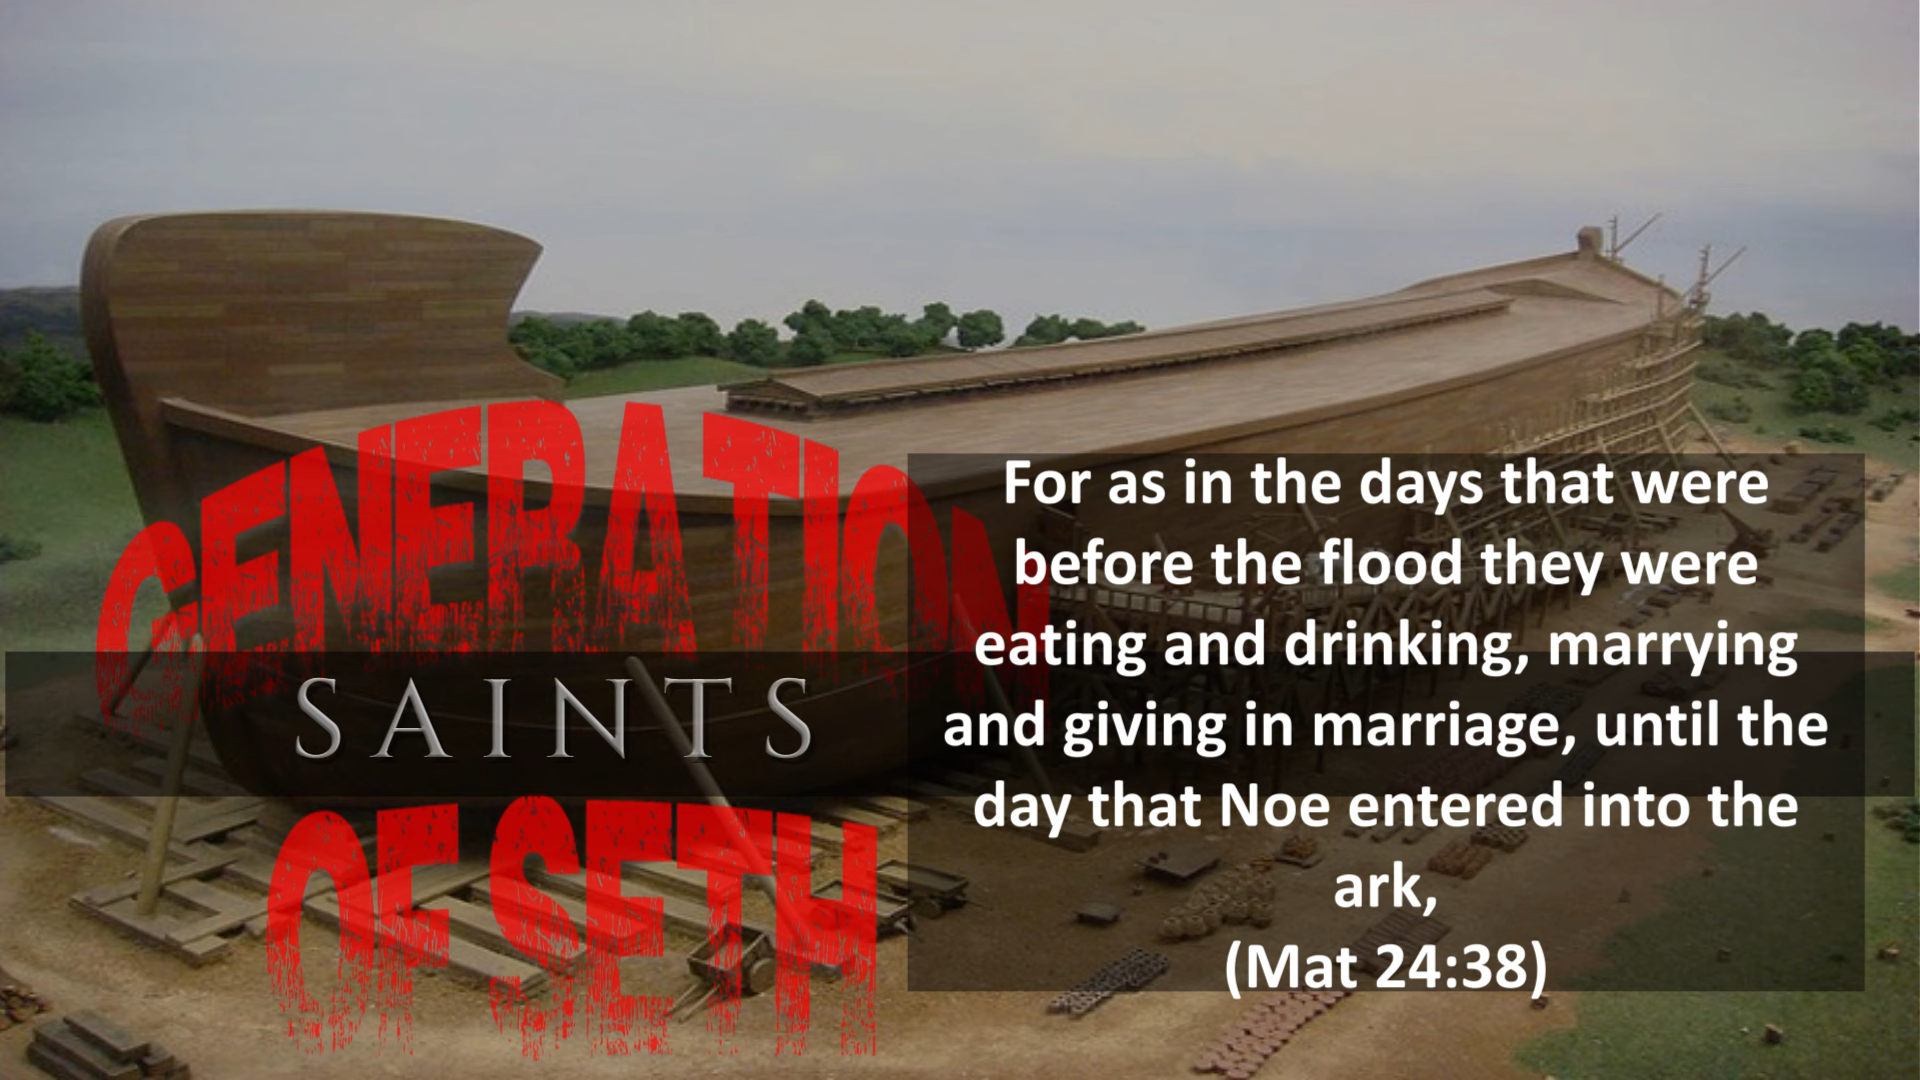 GENERATION
SAINTS
OF SETH
For as in the days that were
before the flood they were
eating and drinking, marrying
and giving in marriage, until the
day that Noe entered into the
ark,
(Mat 24:38)